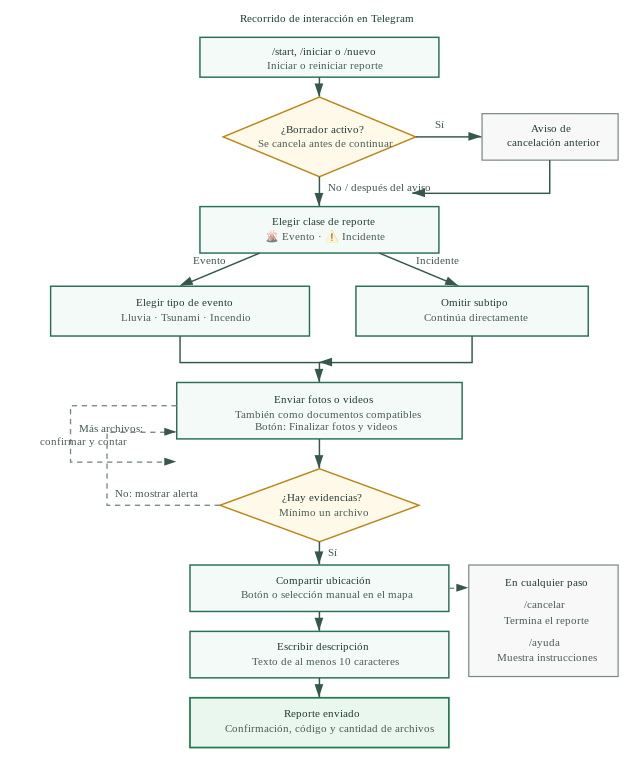 Recorrido de interacción en Telegram
/start, /iniciar o /nuevo
Iniciar o reiniciar reporte
¿Borrador activo?
Se cancela antes de continuar
Sí
Aviso de
cancelación anterior
No / después del aviso
Elegir clase de reporte
🌋 Evento · ⚠️ Incidente
Evento
Incidente
Elegir tipo de evento
Lluvia · Tsunami · Incendio
Omitir subtipo
Continúa directamente
Enviar fotos o videos
También como documentos compatibles
Botón: Finalizar fotos y videos
Más archivos:
confirmar y contar
No: mostrar alerta
¿Hay evidencias?
Mínimo un archivo
Sí
Compartir ubicación
Botón o selección manual en el mapa
En cualquier paso
/cancelar
Termina el reporte
/ayuda
Muestra instrucciones
Escribir descripción
Texto de al menos 10 caracteres
Reporte enviado
Confirmación, código y cantidad de archivos